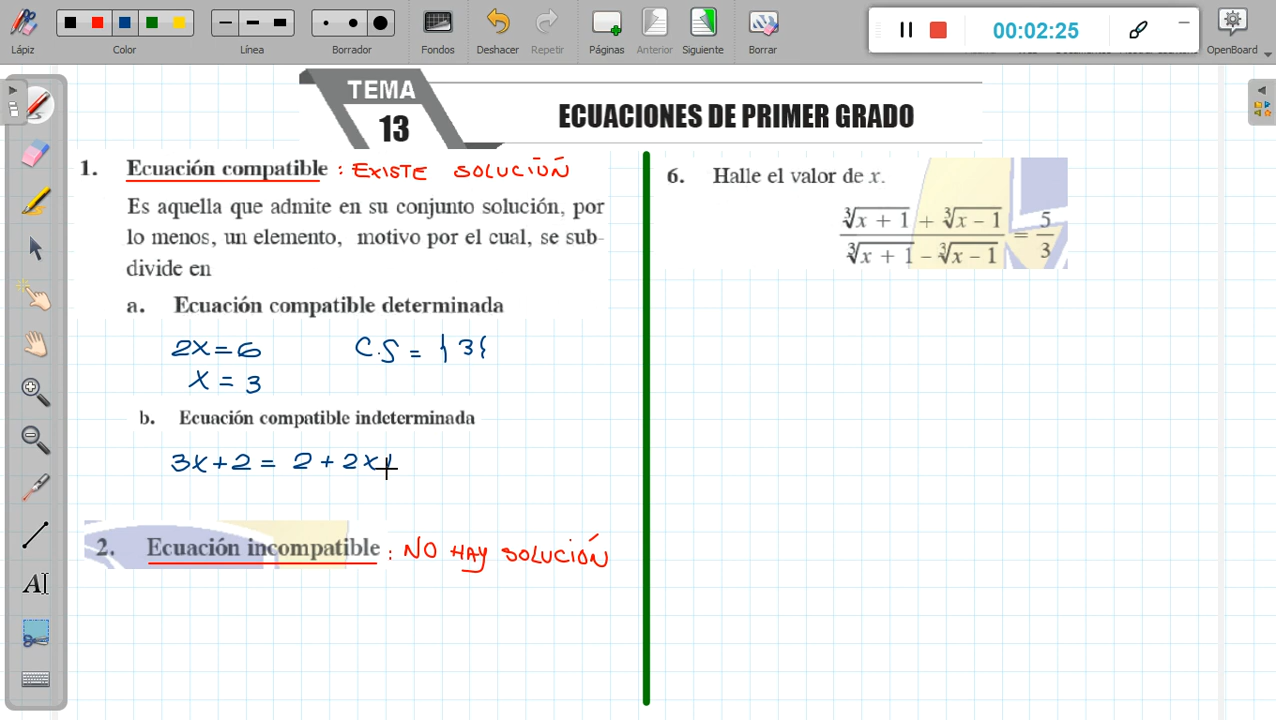 Lápiz
Color
Línea
Borrador
Fondos
Deshacer
Repetir
Páginas
Anterior
Siguiente
Borrar
00:02:25
OpenBoard
TEMA
13
ECUACIONES DE PRIMER GRADO
1. Ecuación compatible : EXISTE SOLUCIÓN
Es aquella que admite en su conjunto solución, por
lo menos, un elemento, motivo por el cual, se sub-
divide en
a. Ecuación compatible determinada
2x = 6 C.S = {3}
x = 3
b. Ecuación compatible indeterminada
3x + 2 = 2 + 2x +
2. Ecuación incompatible : NO HAY SOLUCIÓN
6. Halle el valor de x.
∛x + 1 + ∛x − 1 / ∛x + 1 − ∛x − 1 = 5/3